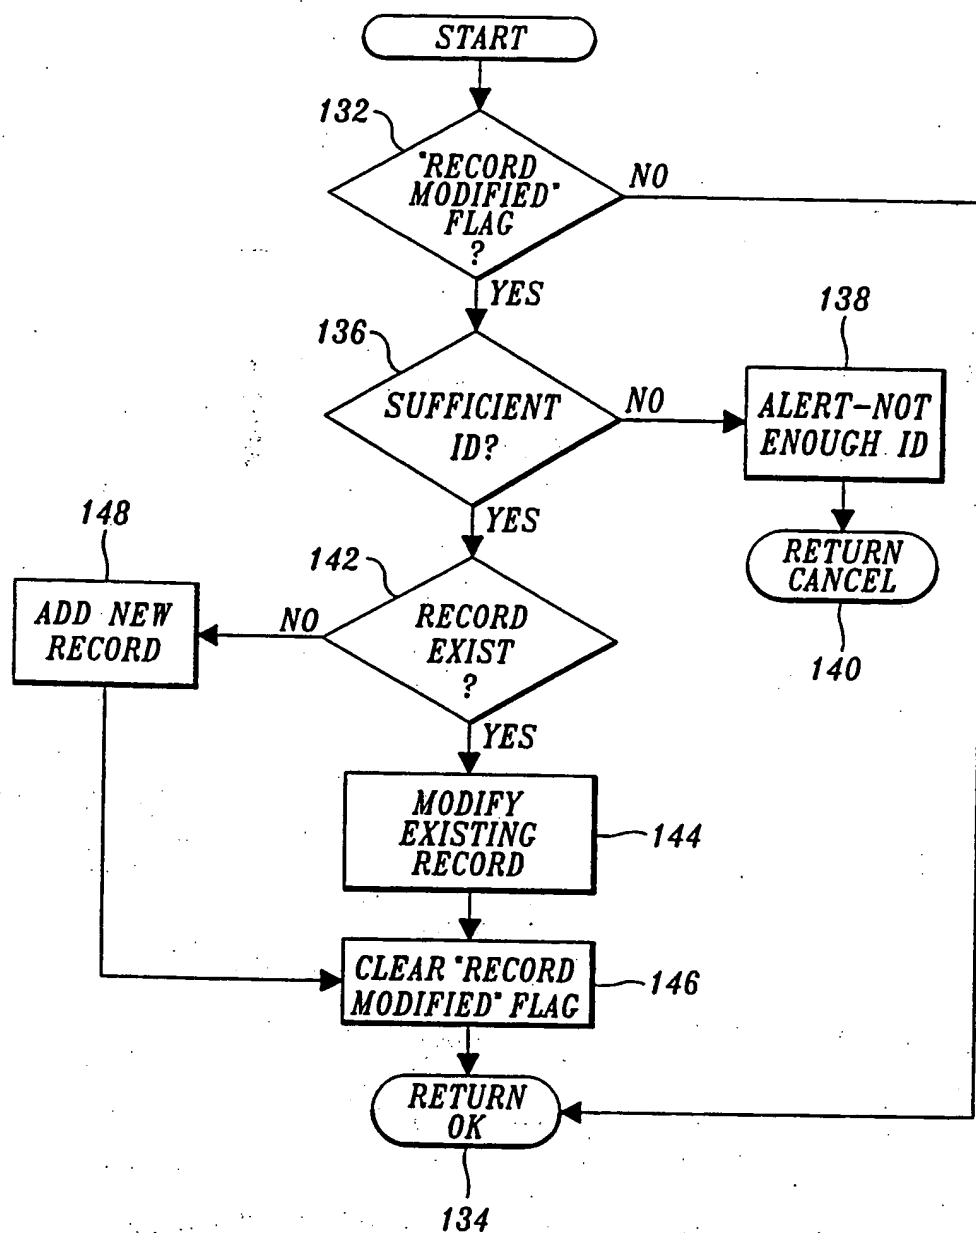 START
132
"RECORD
MODIFIED"
FLAG
?
NO
YES
136
SUFFICIENT
ID?
NO
138
ALERT-NOT
ENOUGH ID
YES
RETURN
CANCEL
140
148
ADD NEW
RECORD
142
NO
RECORD
EXIST
?
YES
MODIFY
EXISTING
RECORD
144
CLEAR "RECORD
MODIFIED" FLAG
146
RETURN
OK
134